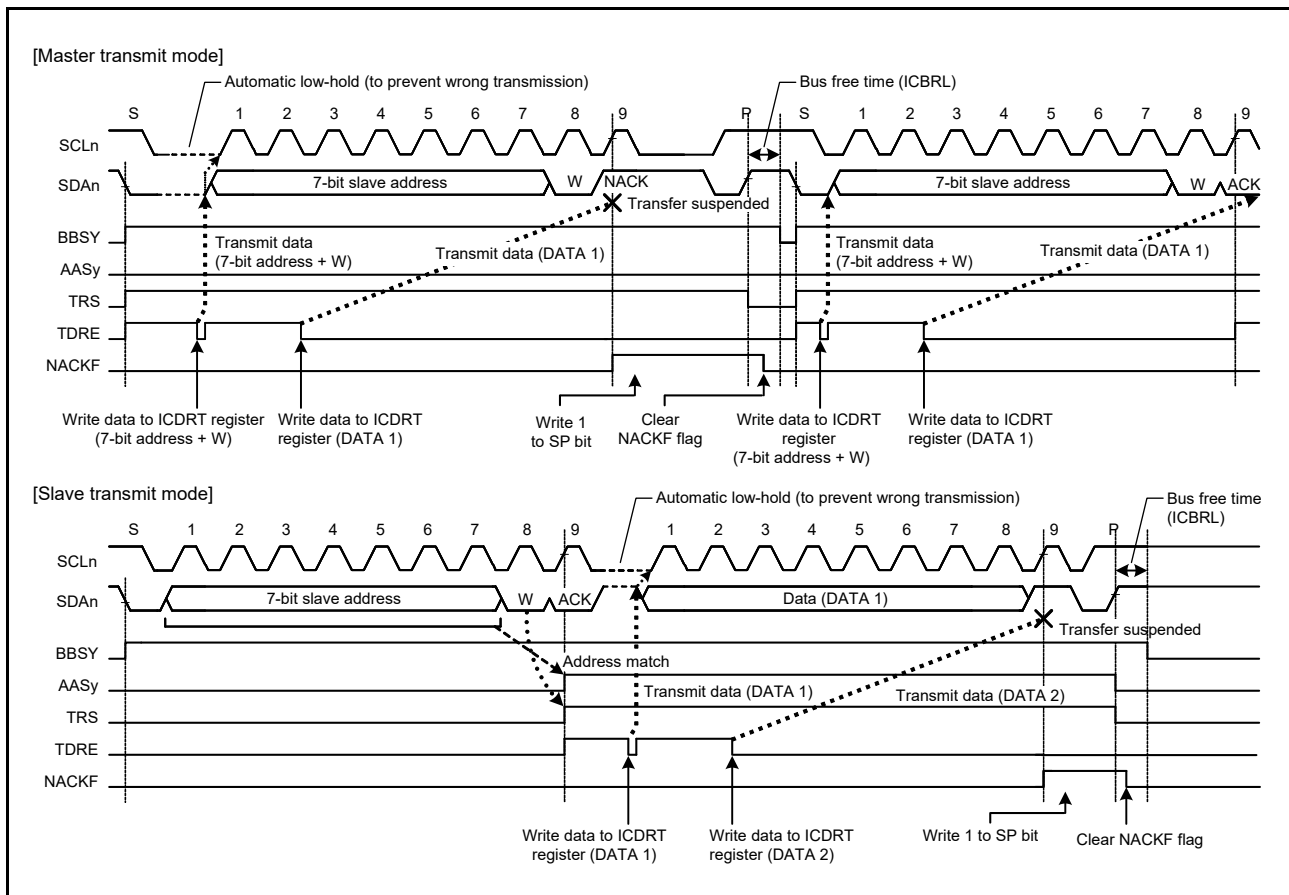 [Master transmit mode]
Automatic low-hold (to prevent wrong transmission)
Bus free time (ICBRL)
S 1 2 3 4 5 6 7 8 9 P S 1 2 3 4 5 6 7 8 9
SCLn
SDAn 7-bit slave address W NACK 7-bit slave address W ACK
Transfer suspended
BBSY
Transmit data
(7-bit address + W)
Transmit data (DATA 1)
Transmit data
(7-bit address + W)
Transmit data (DATA 1)
AASy
TRS
TDRE
NACKF
Write data to ICDRT register
(7-bit address + W)
Write data to ICDRT
register (DATA 1)
Write 1
to SP bit
Clear
NACKF flag
Write data to ICDRT
register
(7-bit address + W)
Write data to ICDRT
register (DATA 1)
[Slave transmit mode]
Automatic low-hold (to prevent wrong transmission)
Bus free time
(ICBRL)
S 1 2 3 4 5 6 7 8 9 1 2 3 4 5 6 7 8 9 P
SCLn
SDAn 7-bit slave address W ACK Data (DATA 1)
Transfer suspended
BBSY
Address match
AASy
Transmit data (DATA 1)
Transmit data (DATA 2)
TRS
TDRE
NACKF
Write data to ICDRT
register (DATA 1)
Write data to ICDRT
register (DATA 2)
Write 1 to SP bit
Clear NACKF flag